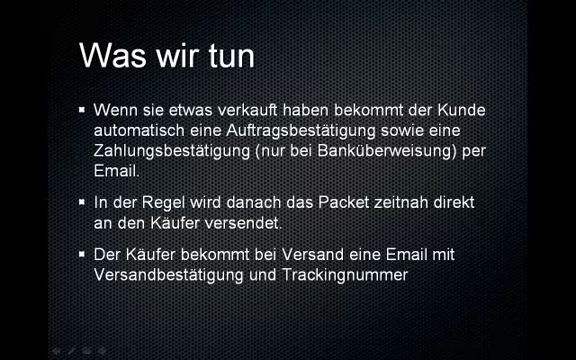 Was wir tun
Wenn sie etwas verkauft haben bekommt der Kunde
automatisch eine Auftragsbestätigung sowie eine
Zahlungsbestätigung (nur bei Banküberweisung) per
Email.
In der Regel wird danach das Packet zeitnah direkt
an den Käufer versendet.
Der Käufer bekommt bei Versand eine Email mit
Versandbestätigung und Trackingnummer